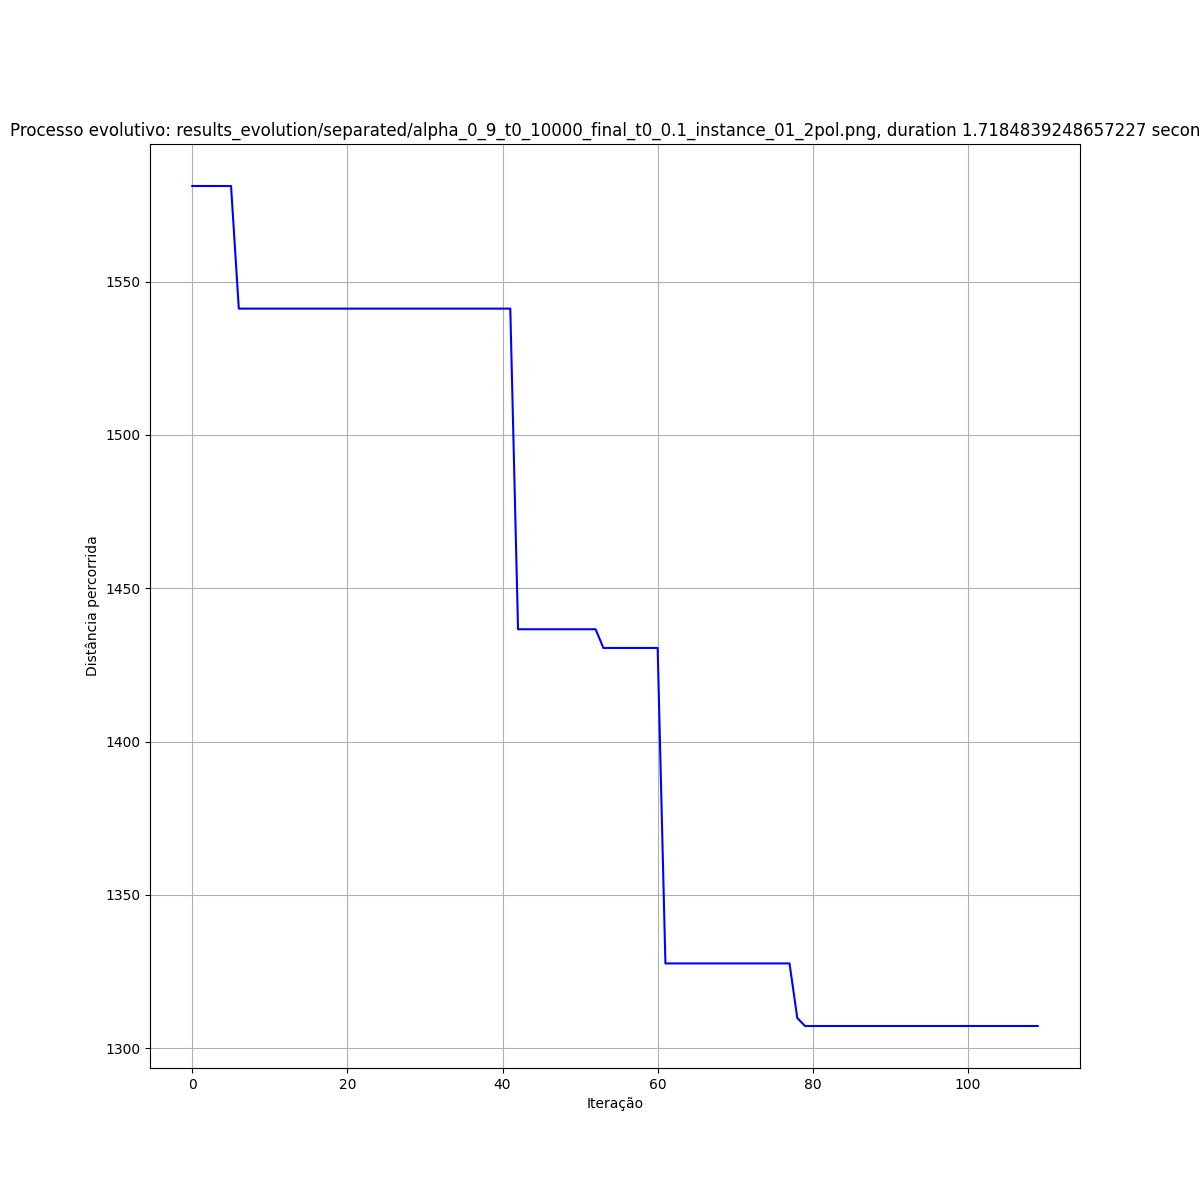 Processo evolutivo: results_evolution/separated/alpha_0_9_t0_10000_final_t0_0.1_instance_01_2pol.png, duration 1.7184839248657227 secon
1550
1500
1450
1400
1350
1300
Distância percorrida
0 20 40 60 80 100
Iteração